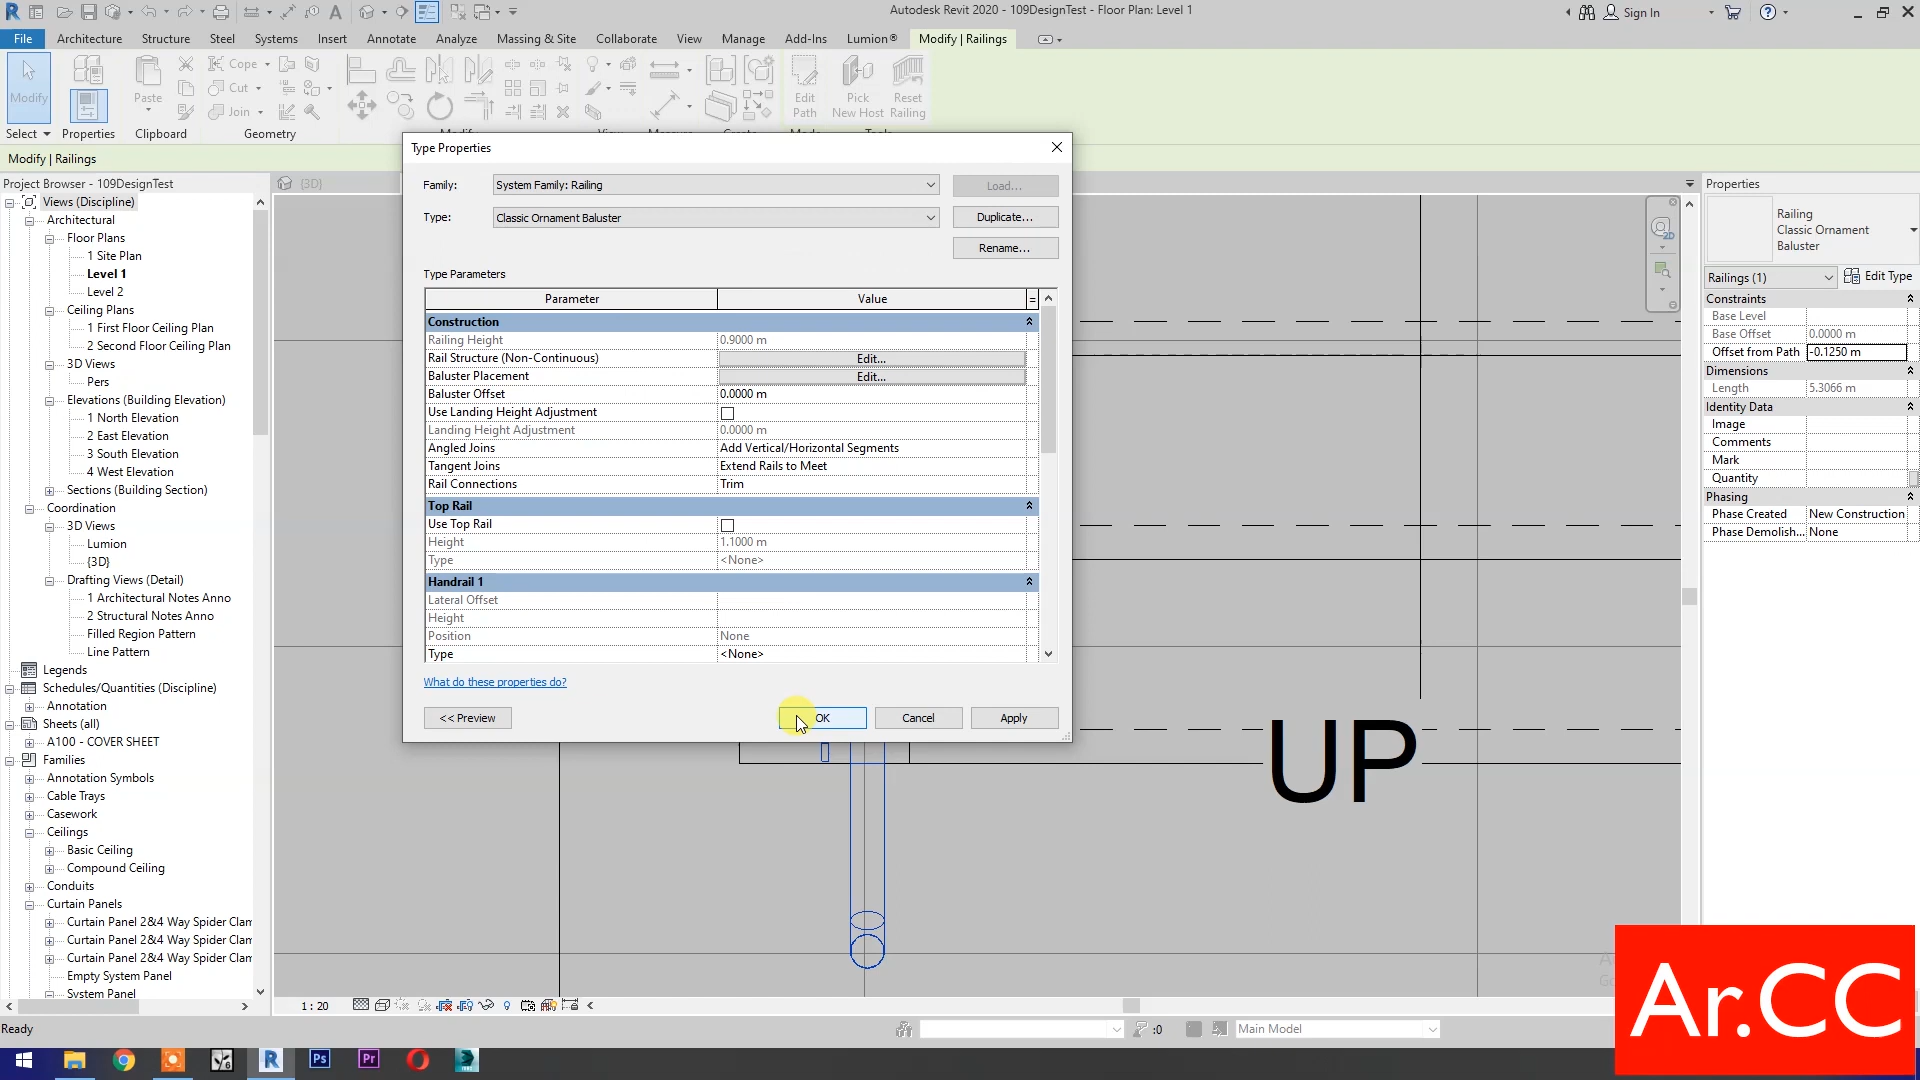 Autodesk Revit 2020 - 109DesignTest - Floor Plan: Level 1
Sign In
File Architecture Structure Steel Systems Insert Annotate Analyze Massing & Site Collaborate View Manage Add-Ins Lumion® Modify | Railings
Modify
Paste
Cope
Cut
Join
Edit Path
Pick New Host
Reset Railing
Select Properties Clipboard Geometry
Modify | Railings
Project Browser - 109DesignTest
Views (Discipline)
Architectural
Floor Plans
1 Site Plan
Level 1
Level 2
Ceiling Plans
1 First Floor Ceiling Plan
2 Second Floor Ceiling Plan
3D Views
Pers
Elevations (Building Elevation)
1 North Elevation
2 East Elevation
3 South Elevation
4 West Elevation
Sections (Building Section)
Coordination
3D Views
Lumion
{3D}
Drafting Views (Detail)
1 Architectural Notes Anno
2 Structural Notes Anno
Filled Region Pattern
Line Pattern
Legends
Schedules/Quantities (Discipline)
Annotation
Sheets (all)
A100 - COVER SHEET
Families
Annotation Symbols
Cable Trays
Casework
Ceilings
Basic Ceiling
Compound Ceiling
Conduits
Curtain Panels
Curtain Panel 2&4 Way Spider Clam
Curtain Panel 2&4 Way Spider Clam
Curtain Panel 2&4 Way Spider Clam
Empty System Panel
System Panel
{3D}
Type Properties
Family: System Family: Railing Load...
Type: Classic Ornament Baluster Duplicate...
Rename...
Type Parameters
Parameter Value =
Construction
Railing Height 0.9000 m
Rail Structure (Non-Continuous) Edit...
Baluster Placement Edit...
Baluster Offset 0.0000 m
Use Landing Height Adjustment
Landing Height Adjustment 0.0000 m
Angled Joins Add Vertical/Horizontal Segments
Tangent Joins Extend Rails to Meet
Rail Connections Trim
Top Rail
Use Top Rail
Height 1.1000 m
Type <None>
Handrail 1
Lateral Offset
Height
Position None
Type <None>
What do these properties do?
<< Preview OK Cancel Apply
UP
Properties
Railing
Classic Ornament
Baluster
Railings (1) Edit Type
Constraints
Base Level
Base Offset 0.0000 m
Offset from Path -0.1250 m
Dimensions
Length 5.3066 m
Identity Data
Image
Comments
Mark
Quantity
Phasing
Phase Created New Construction
Phase Demolish... None
1 : 20
Ready
:0
Main Model
Ar.CC